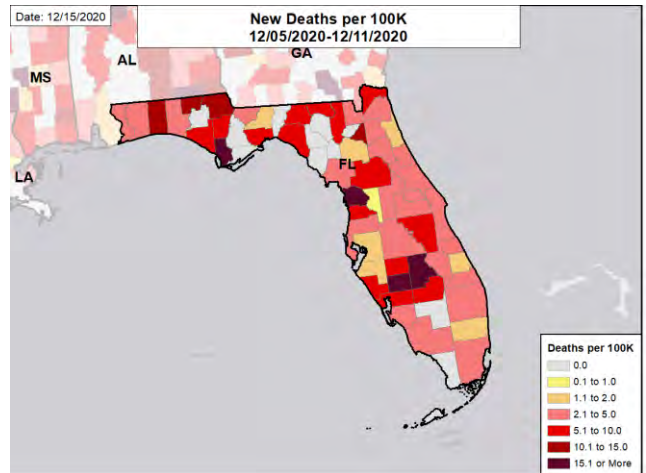 Date: 12/15/2020
New Deaths per 100K
12/05/2020-12/11/2020
GA
AL
MS
FL
LA
Deaths per 100K
0.0
0.1 to 1.0
1.1 to 2.0
2.1 to 5.0
5.1 to 10.0
10.1 to 15.0
15.1 or More